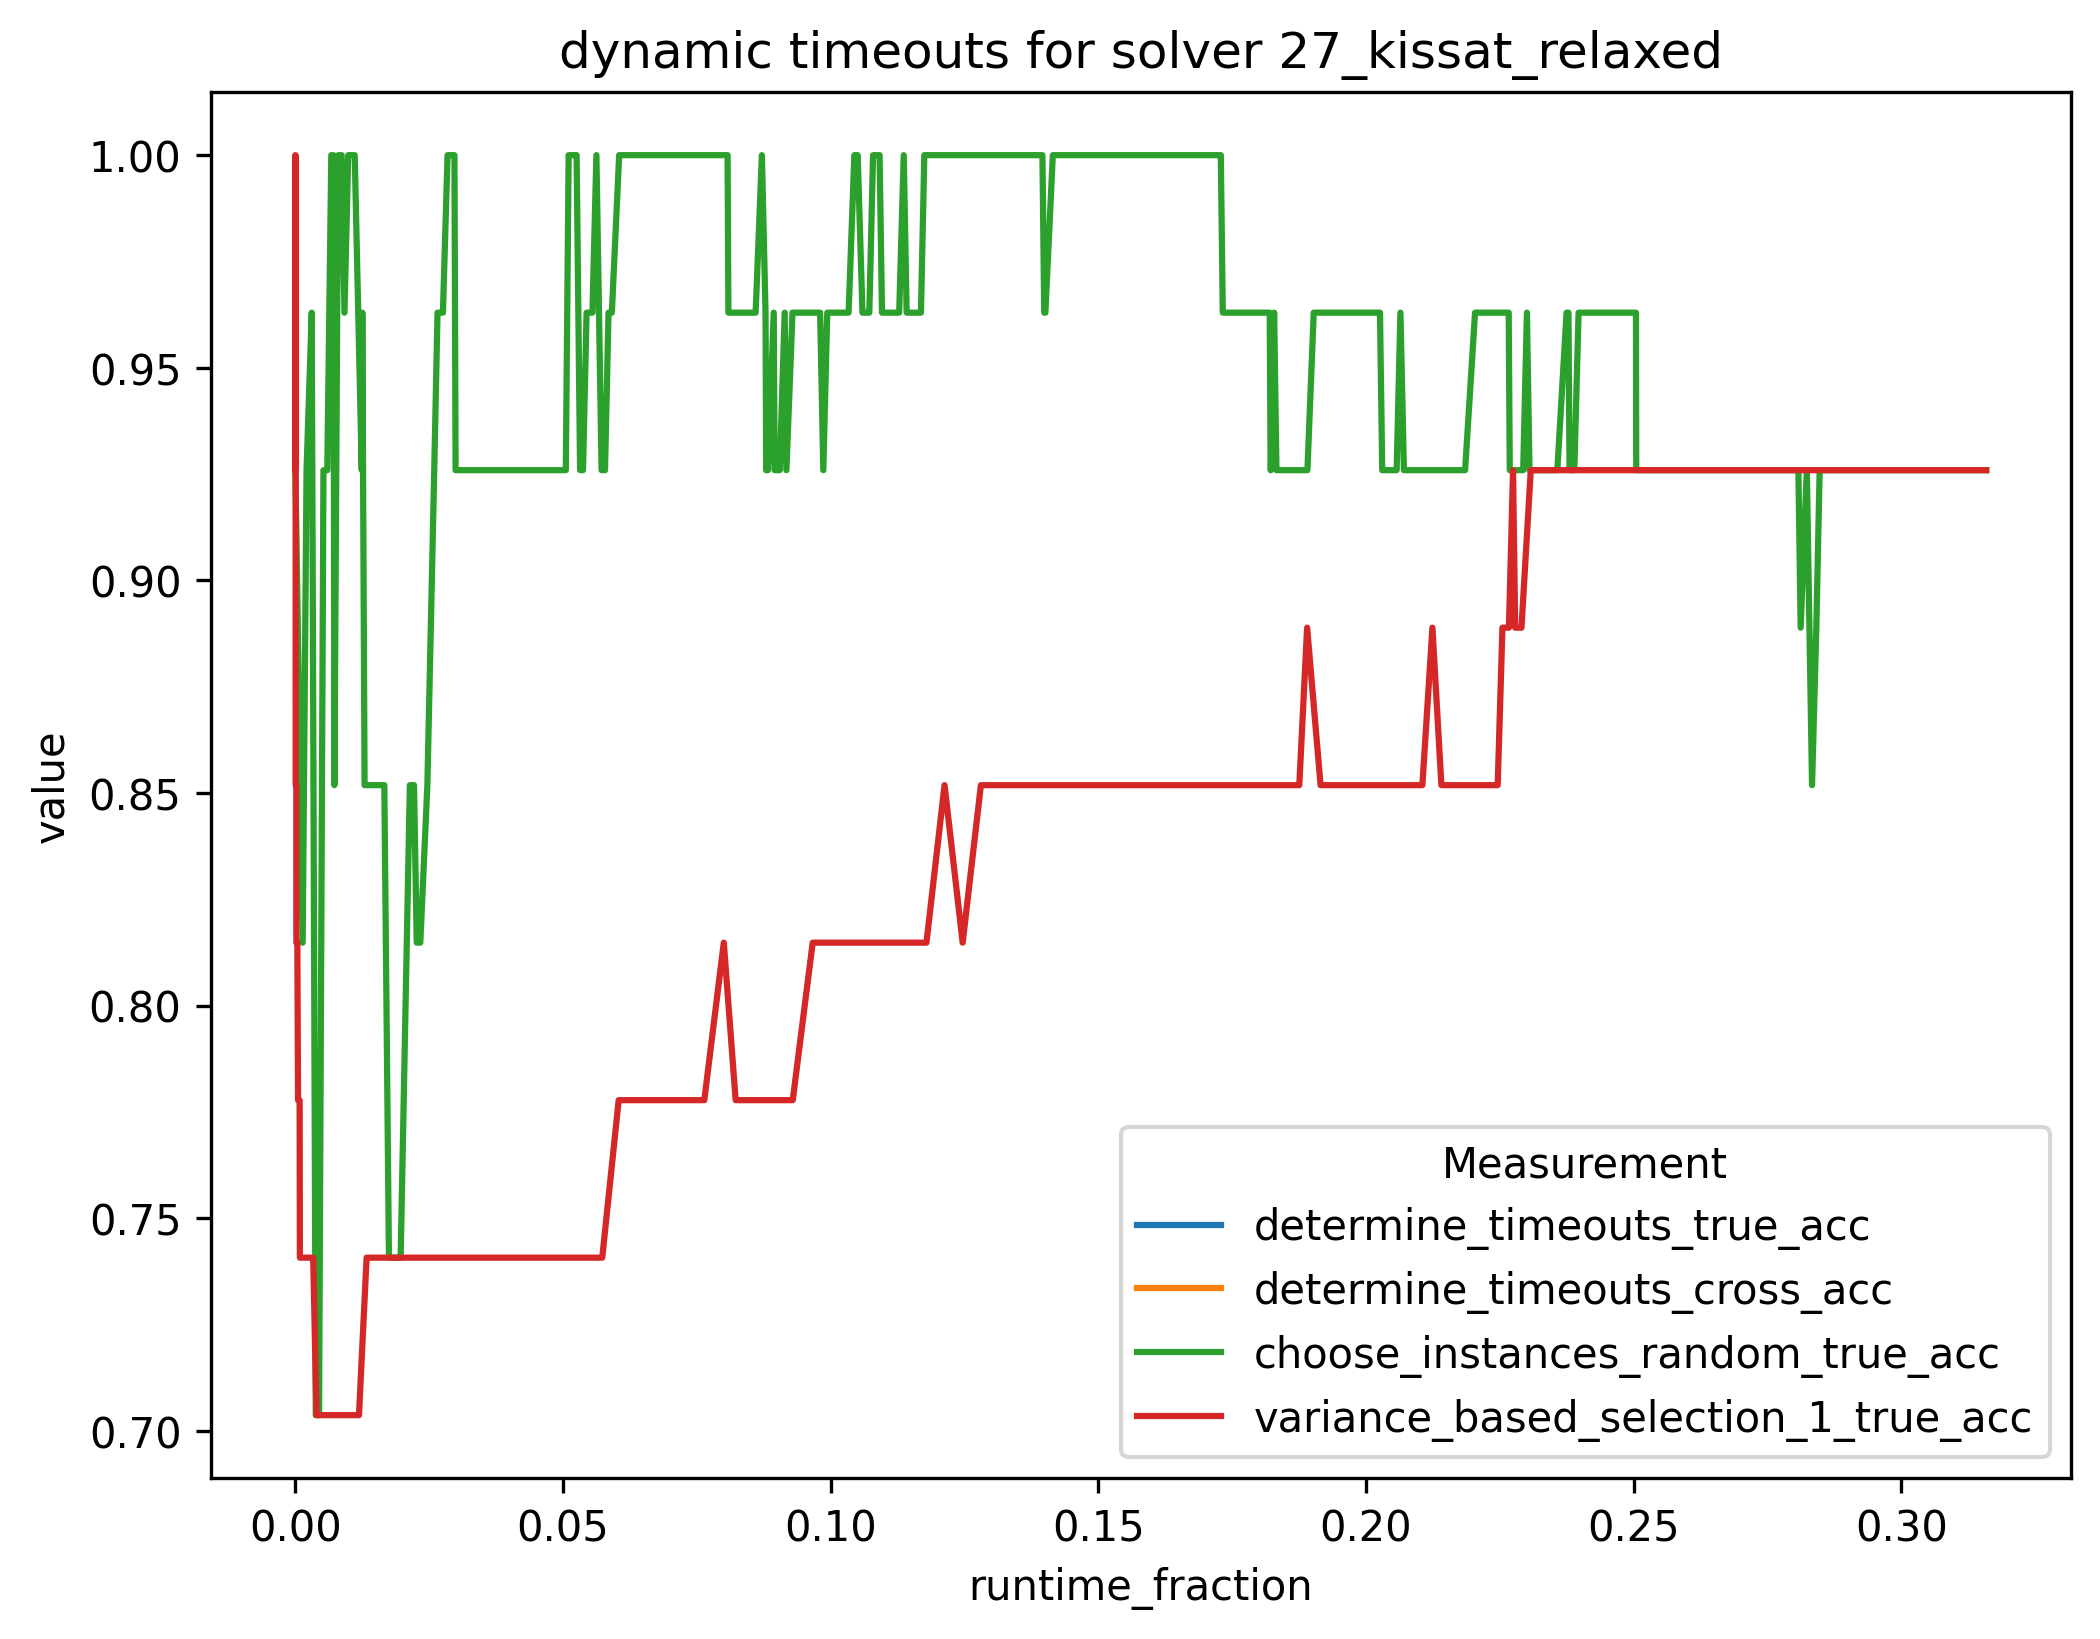 dynamic timeouts for solver 27_kissat_relaxed
1.00
0.95
0.90
0.85
0.80
0.75
0.70
value
Measurement
determine_timeouts_true_acc
determine_timeouts_cross_acc
choose_instances_random_true_acc
variance_based_selection_1_true_acc
0.00 0.05 0.10 0.15 0.20 0.25 0.30
runtime_fraction